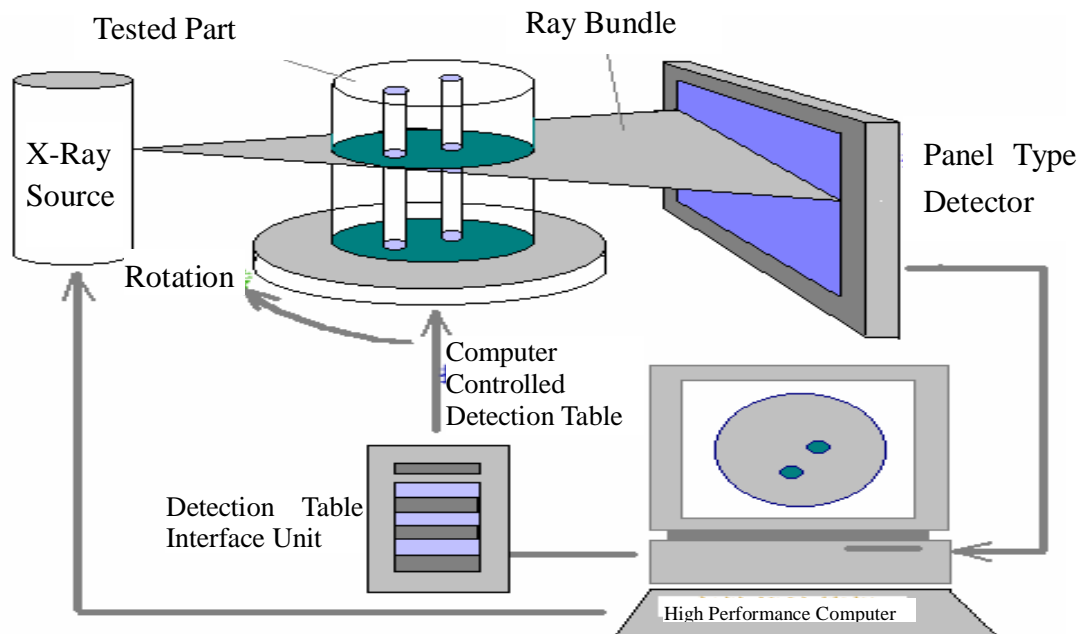 Tested Part
Ray Bundle
X-Ray
Source
Panel Type
Detector
Rotation
Computer
Controlled
Detection Table
Detection Table
Interface Unit
High Performance Computer